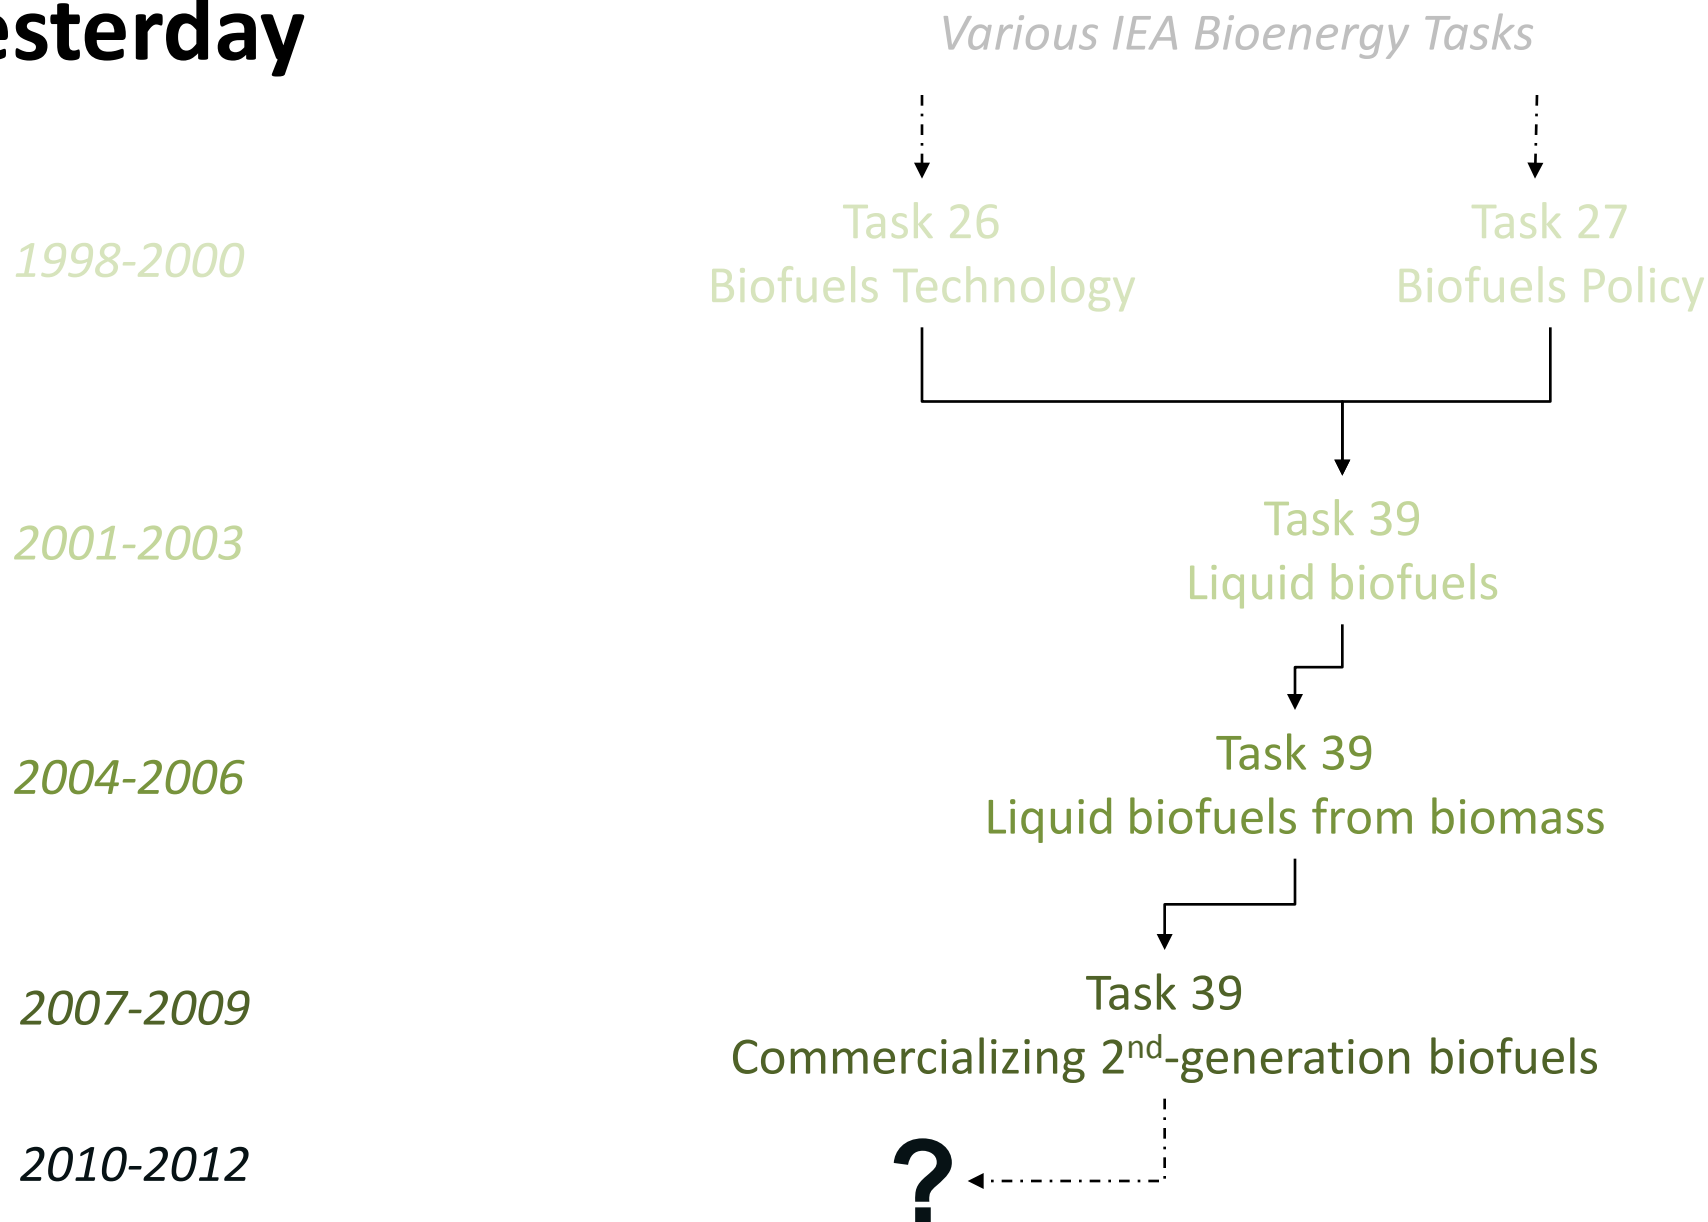 esterday
Various IEA Bioenergy Tasks
1998-2000
Task 26
Biofuels Technology
Task 27
Biofuels Policy
2001-2003
Task 39
Liquid biofuels
2004-2006
Task 39
Liquid biofuels from biomass
2007-2009
Task 39
Commercializing 2nd-generation biofuels
2010-2012
?